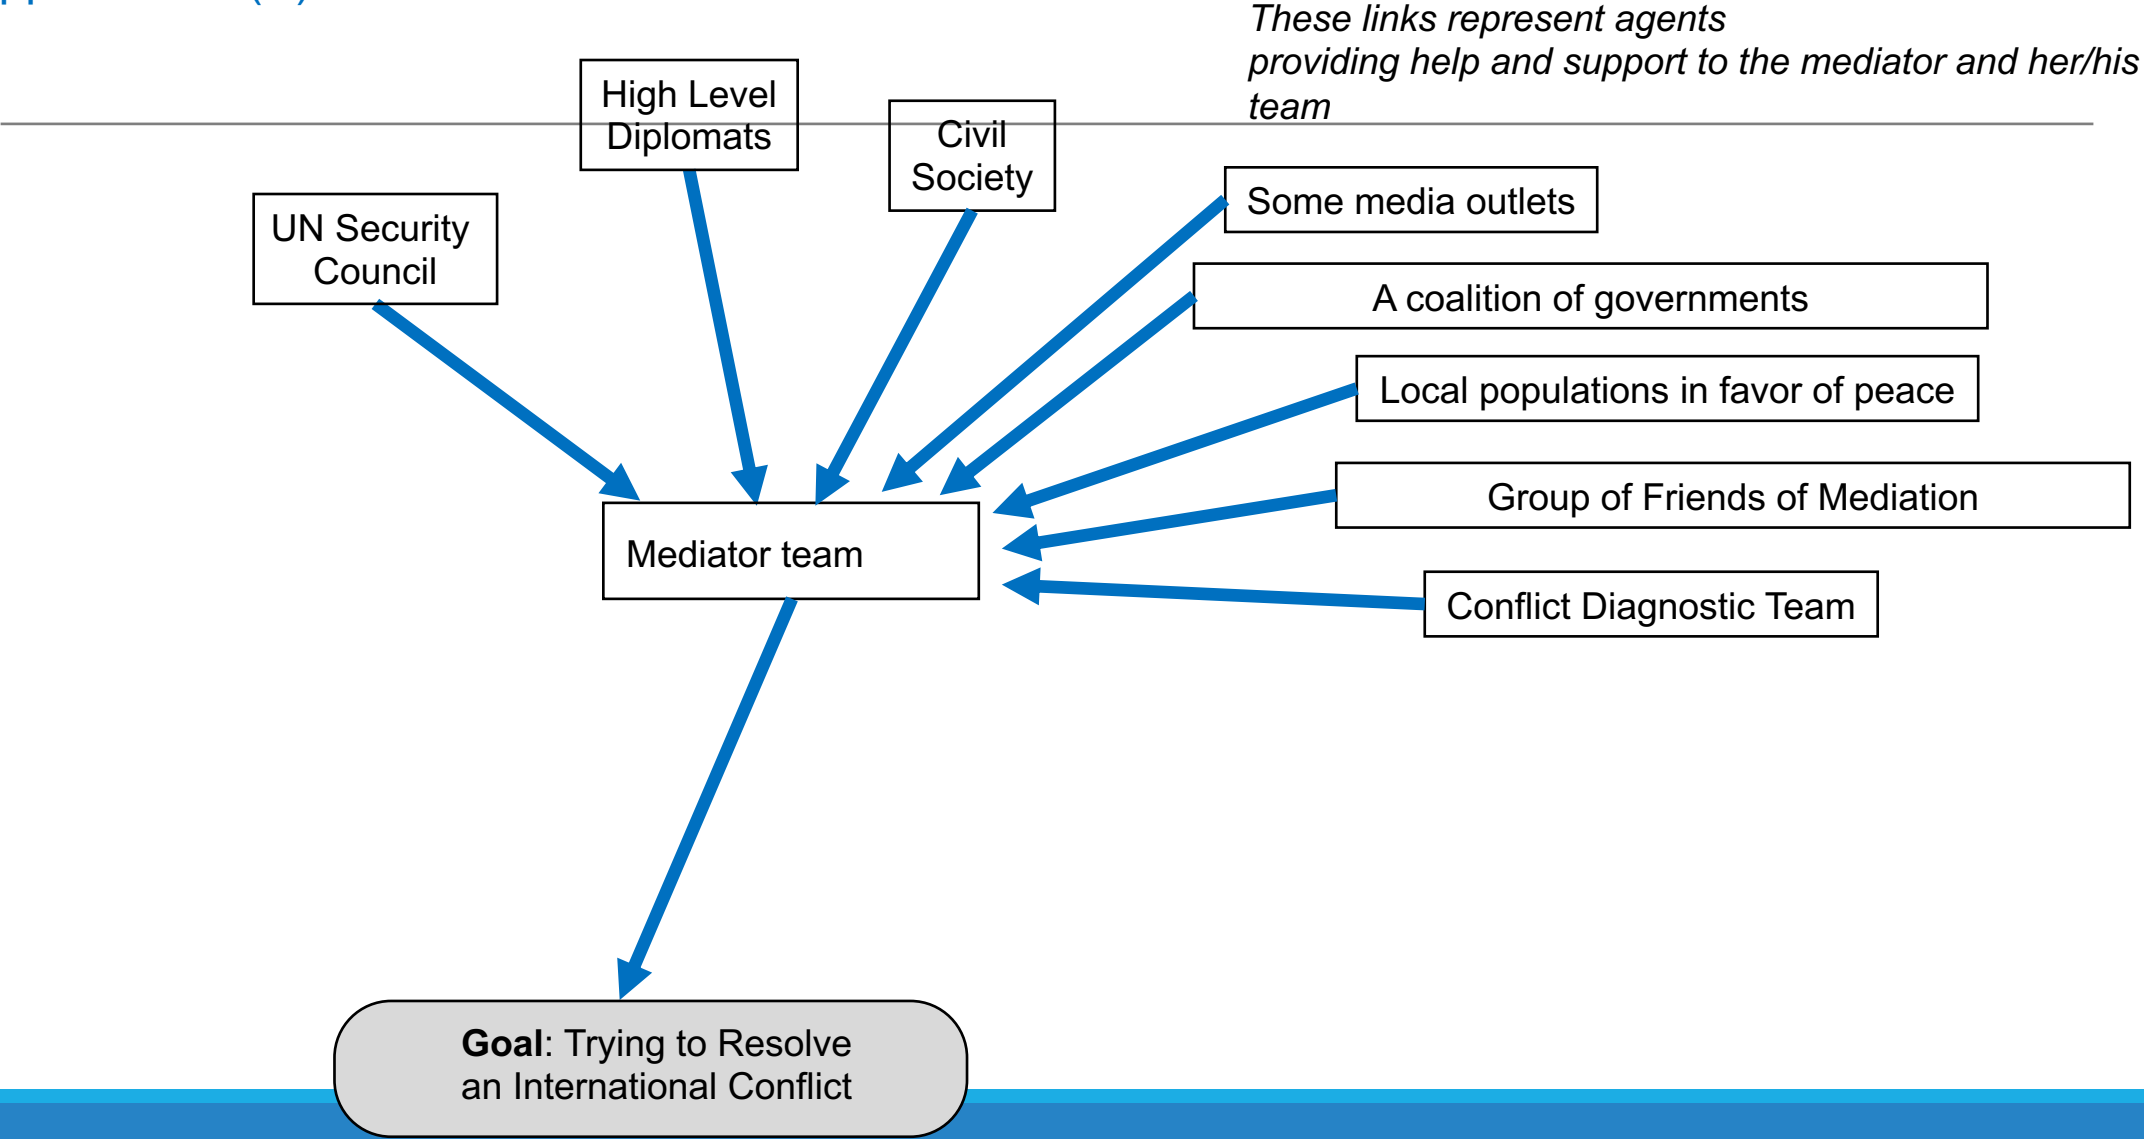 These links represent agents
providing help and support to the mediator and her/his
team
High Level
Diplomats
Civil
Society
UN Security
Council
Some media outlets
A coalition of governments
Local populations in favor of peace
Group of Friends of Mediation
Mediator team
Conflict Diagnostic Team
Goal: Trying to Resolve
an International Conflict